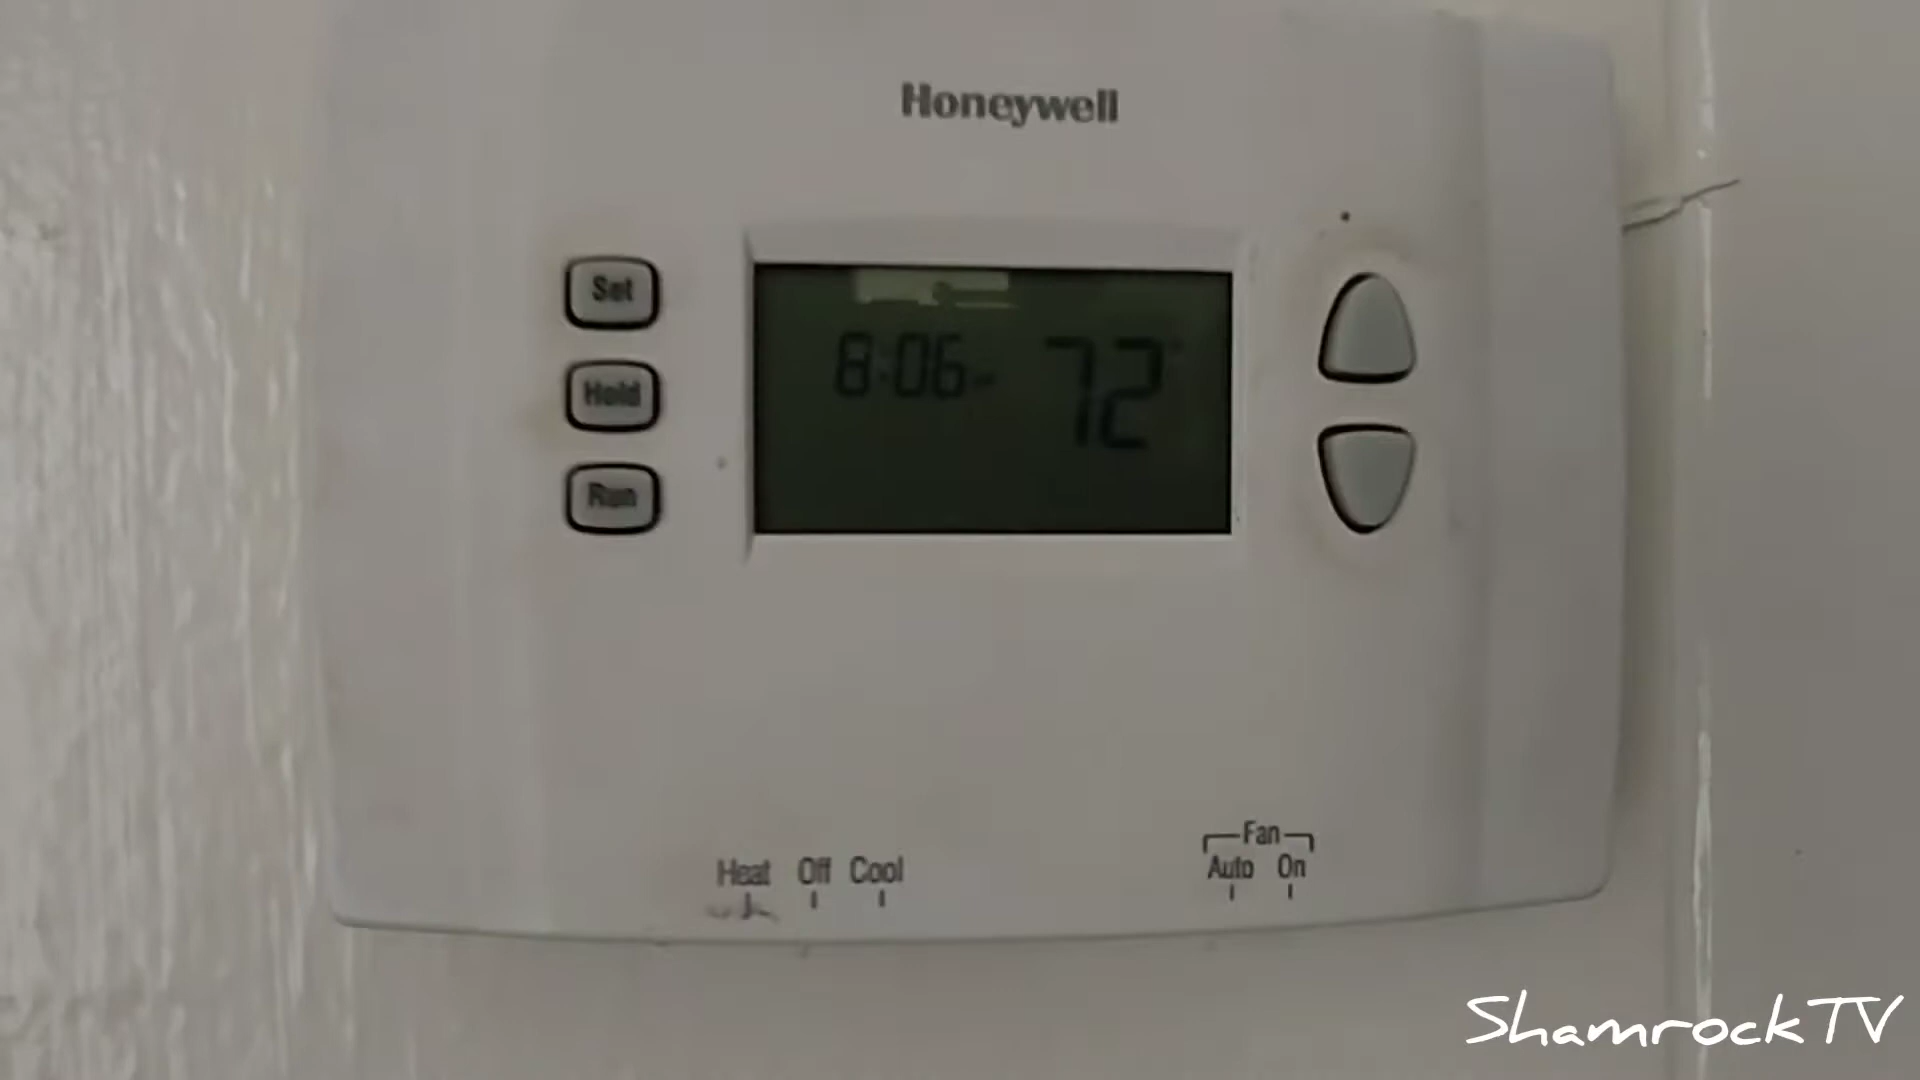 Honeywell
Set
Hold
Run
8:06
72
Heat Off Cool
Fan
Auto On
ShamrockTV